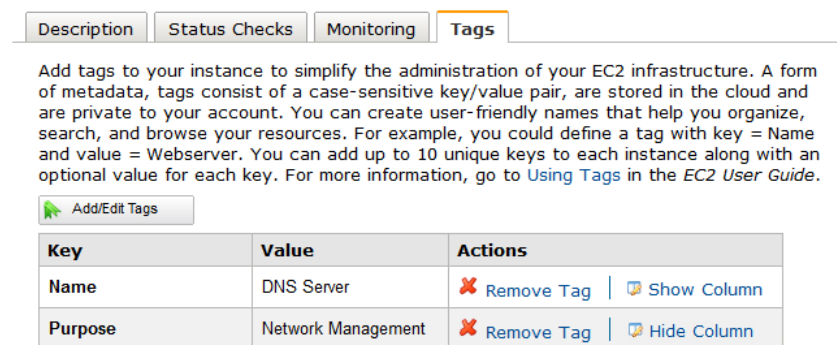 Description Status Checks Monitoring Tags
Add tags to your instance to simplify the administration of your EC2 infrastructure. A form
of metadata, tags consist of a case-sensitive key/value pair, are stored in the cloud and
are private to your account. You can create user-friendly names that help you organize,
search, and browse your resources. For example, you could define a tag with key = Name
and value = Webserver. You can add up to 10 unique keys to each instance along with an
optional value for each key. For more information, go to Using Tags in the EC2 User Guide.
Add/Edit Tags
Key Value Actions
Name DNS Server Remove Tag Show Column
Purpose Network Management Remove Tag Hide Column